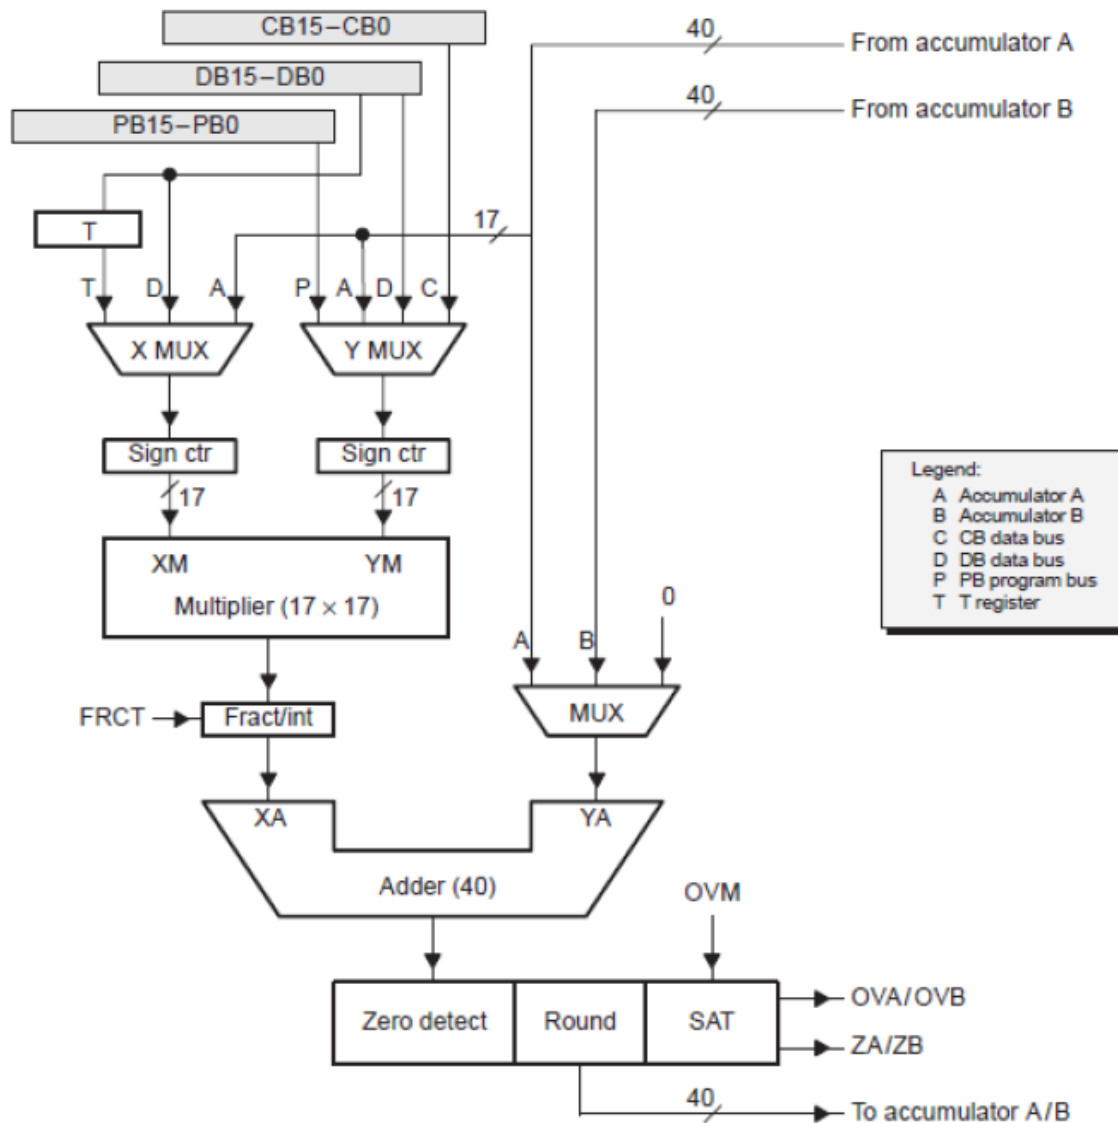 CB15–CB0
40
From accumulator A
DB15–DB0
40
From accumulator B
PB15–PB0
17
T
T D A P A D C
X MUX Y MUX
Sign ctr Sign ctr
17 17
Legend:
A Accumulator A
B Accumulator B
C CB data bus
D DB data bus
P PB program bus
T T register
XM YM
Multiplier (17 × 17)
0
A B
MUX
FRCT
Fract/int
XA YA
Adder (40)
OVM
Zero detect Round SAT
OVA/OVB
ZA/ZB
40
To accumulator A/B